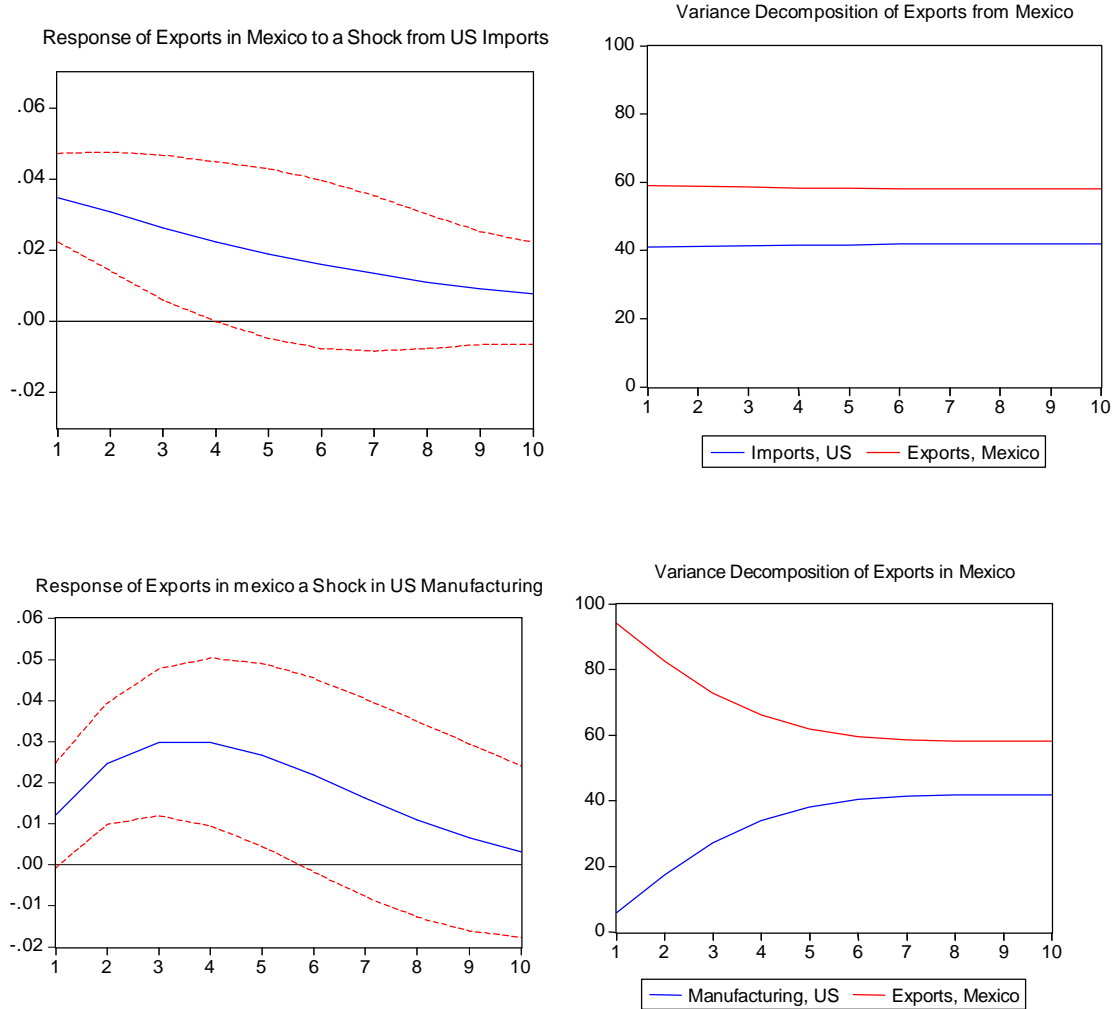 Response of Exports in Mexico to a Shock from US Imports
.06
.04
.02
.00
-.02
1 2 3 4 5 6 7 8 9 10
Variance Decomposition of Exports from Mexico
100
80
60
40
20
0
1 2 3 4 5 6 7 8 9 10
Imports, US Exports, Mexico
Response of Exports in mexico a Shock in US Manufacturing
.06
.05
.04
.03
.02
.01
.00
-.01
-.02
1 2 3 4 5 6 7 8 9 10
Variance Decomposition of Exports in Mexico
100
80
60
40
20
0
1 2 3 4 5 6 7 8 9 10
Manufacturing, US Exports, Mexico